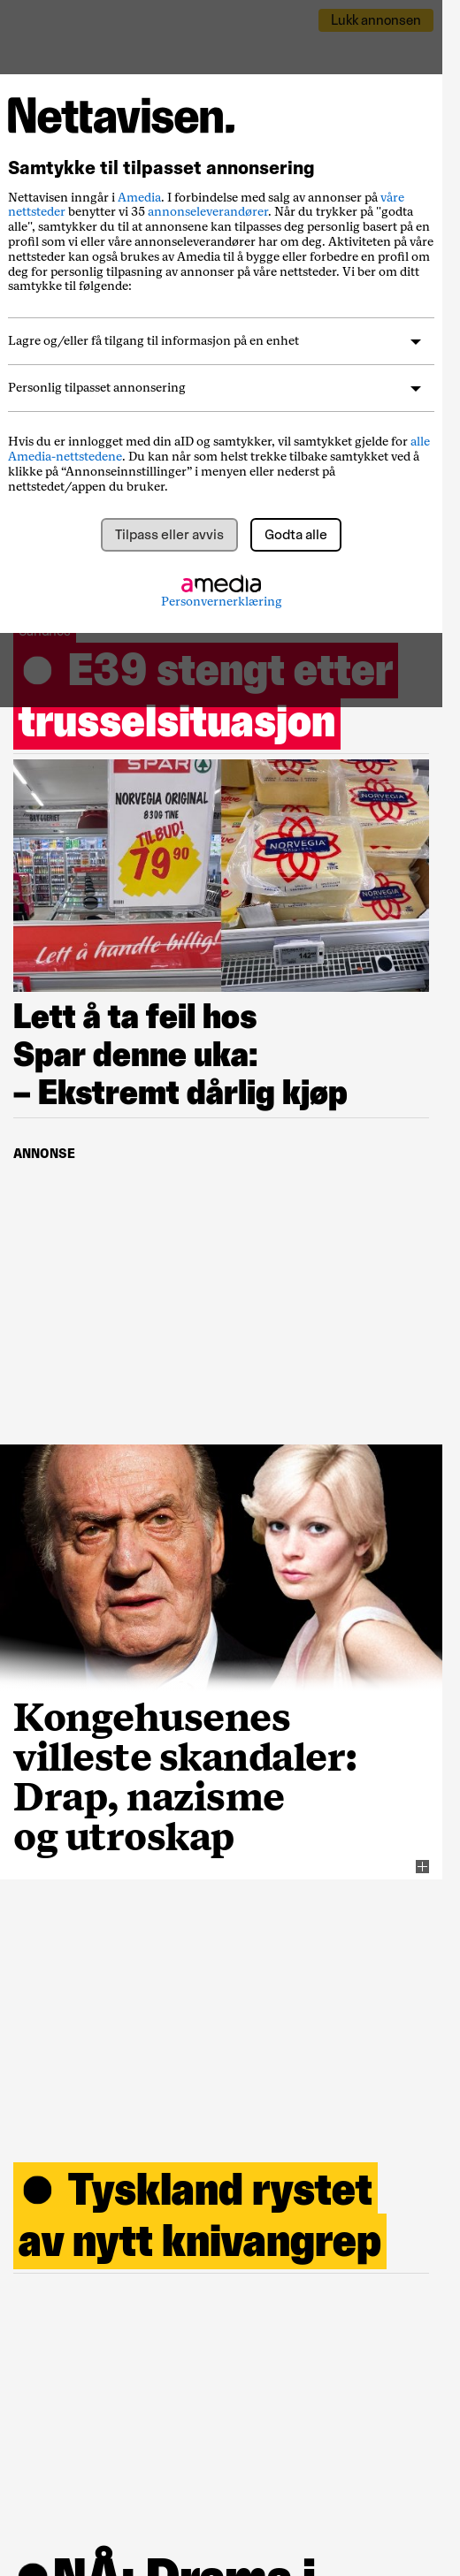 Lukk annonsen
Nettavisen.
Samtykke til tilpasset annonsering
Nettavisen inngår i Amedia. I forbindelse med salg av annonser på våre
nettsteder benytter vi 35 annonseleverandører. Når du trykker på "godta
alle", samtykker du til at annonsene kan tilpasses deg personlig basert på en
profil som vi eller våre annonseleverandører har om deg. Aktiviteten på våre
nettsteder kan også brukes av Amedia til å bygge eller forbedre en profil om
deg for personlig tilpasning av annonser på våre nettsteder. Vi ber om ditt
samtykke til følgende:
Lagre og/eller få tilgang til informasjon på en enhet
Personlig tilpasset annonsering
Hvis du er innlogget med din aID og samtykker, vil samtykket gjelde for alle
Amedia-nettstedene. Du kan når som helst trekke tilbake samtykket ved å
klikke på “Annonseinnstillinger” i menyen eller nederst på
nettstedet/appen du bruker.
Tilpass eller avvis
Godta alle
amedia
Personvernerklæring
E39 stengt etter
trusselsituasjon
SPAR
NORVEGIA ORIGINAL
830G TINE
TILBUD!
79 90
Lett å handle billig!
NORVEGIA
NORVEGIA
NORVEGIA
Lett å ta feil hos
Spar denne uka:
– Ekstremt dårlig kjøp
ANNONSE
Kongehusenes
villeste skandaler:
Drap, nazisme
og utroskap
Tyskland rystet
av nytt knivangrep
NÅ: Drama i